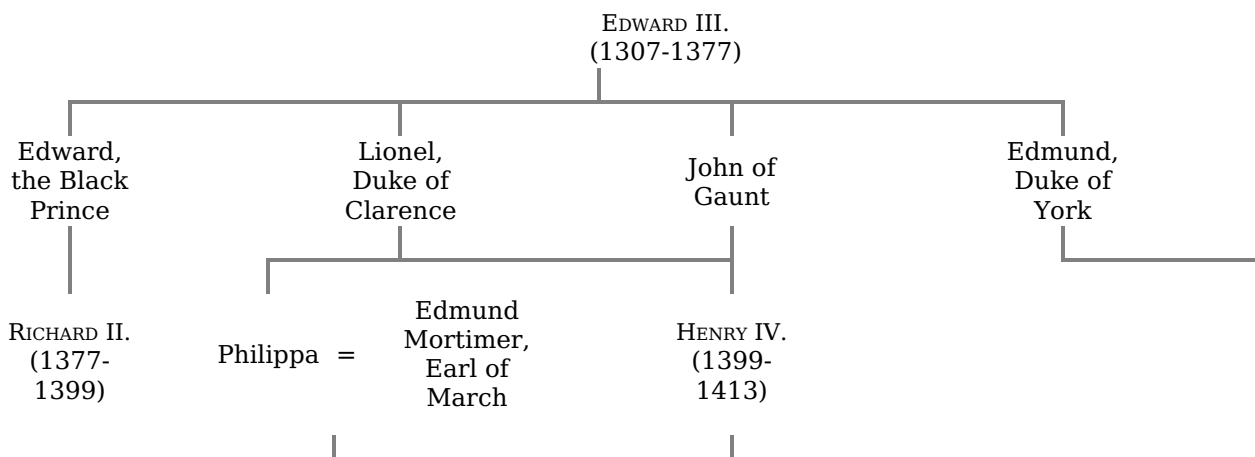 EDWARD III.
(1307-1377)
Edward,
the Black
Prince
Lionel,
Duke of
Clarence
John of
Gaunt
Edmund,
Duke of
York
RICHARD II.
(1377-
1399)
Philippa =
Edmund
Mortimer,
Earl of
March
HENRY IV.
(1399-
1413)